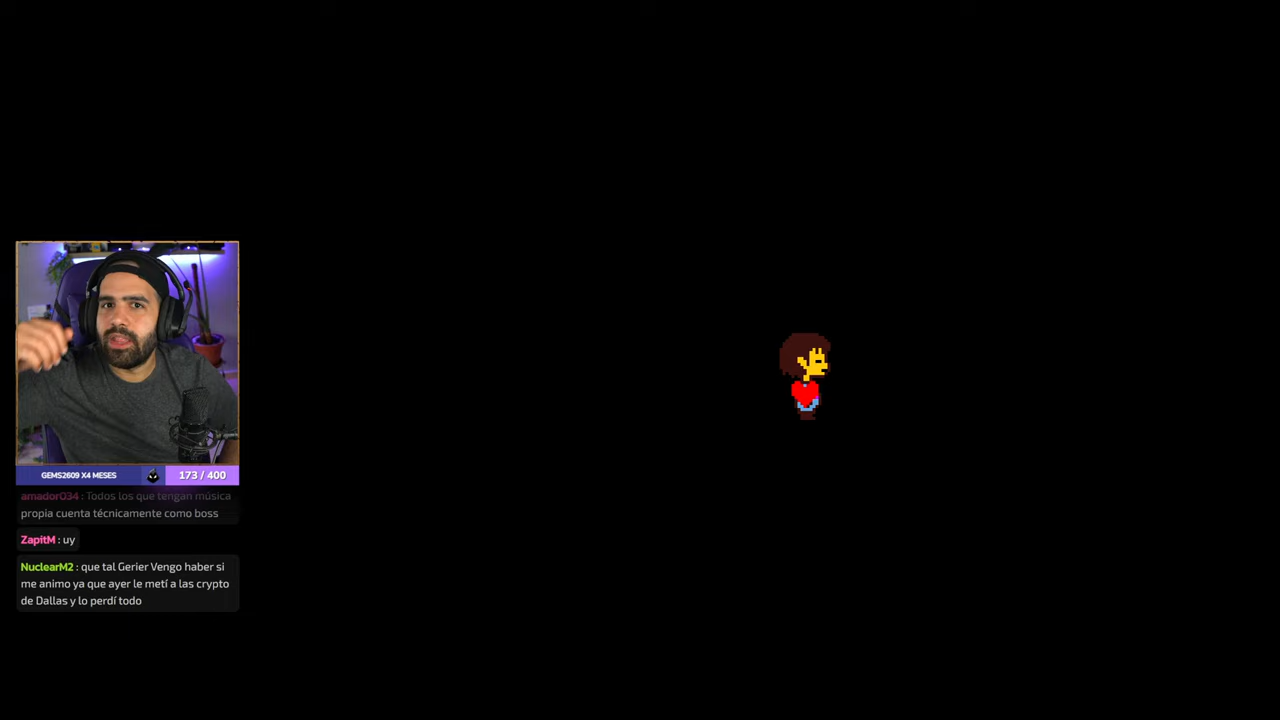 GEMS2609 X4 MESES
173 / 400
amador034 : Todos los que tengan música
propia cuenta técnicamente como boss
ZapitM : uy
NuclearM2 : que tal Gerier Vengo haber si
me animo ya que ayer le metí a las crypto
de Dallas y lo perdí todo